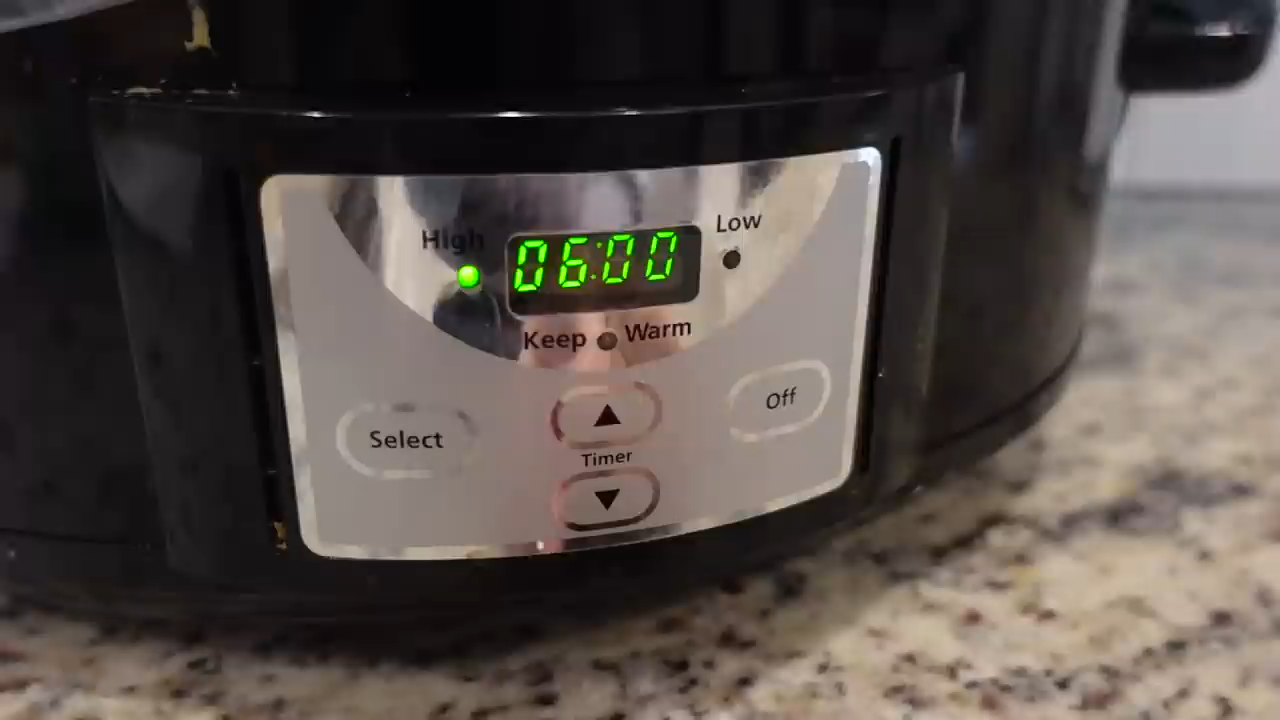 High
06:00
Low
Keep Warm
Select
Off
▲
Timer
▼